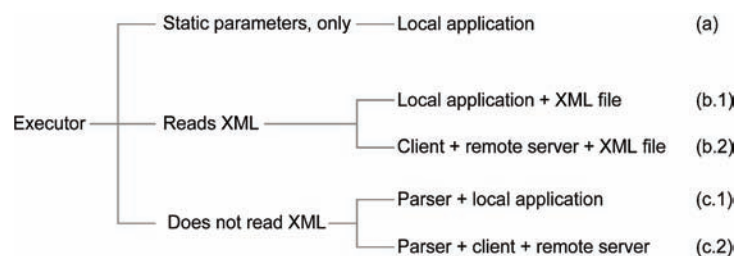 Static parameters, only Local application (a)
Local application + XML file (b.1)
Executor Reads XML
Client + remote server + XML file (b.2)
Parser + local application (c.1)
Does not read XML
Parser + client + remote server (c.2)